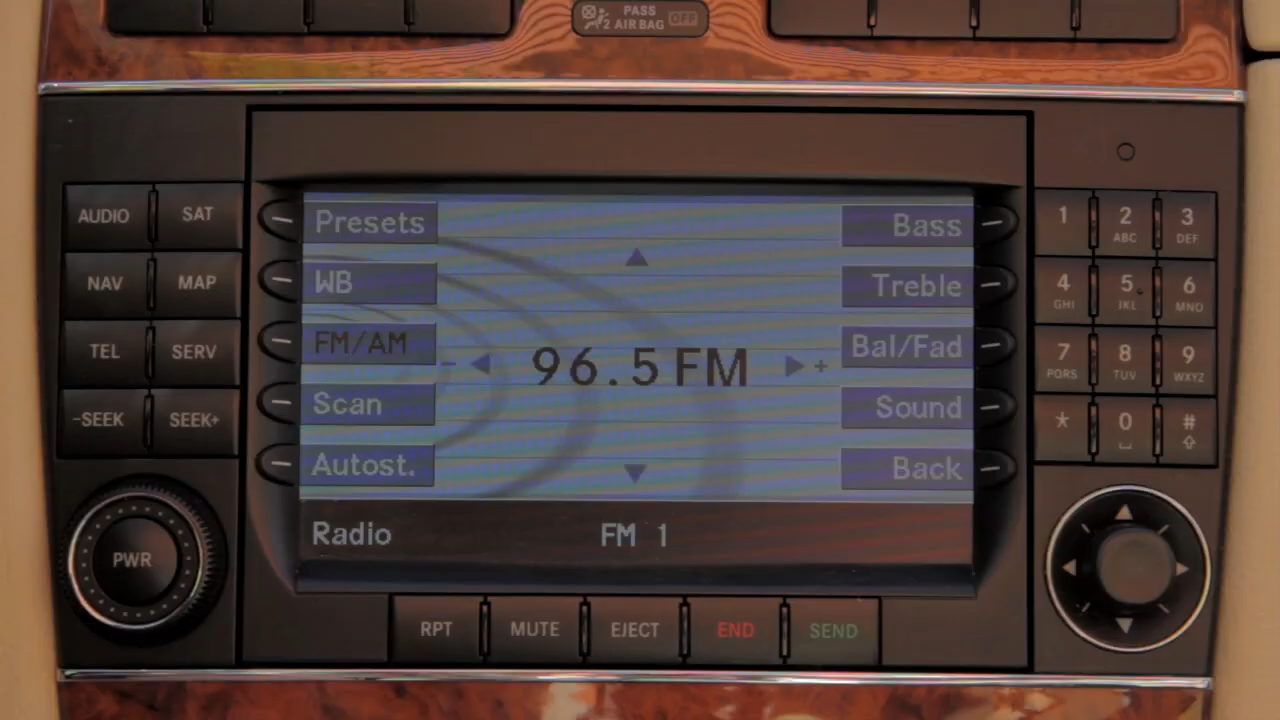 PASS
2 AIRBAG OFF
AUDIO SAT
NAV MAP
TEL SERV
-SEEK SEEK+
PWR
Presets
WB
FM/AM
Scan
Autost.
- 96.5 FM +
Bass
Treble
Bal/Fad
Sound
Back
Radio FM 1
RPT MUTE EJECT END SEND
1 2 3
ABC DEF
4 5 6
GHI JKL MNO
7 8 9
PQRS TUV WXYZ
* 0 #